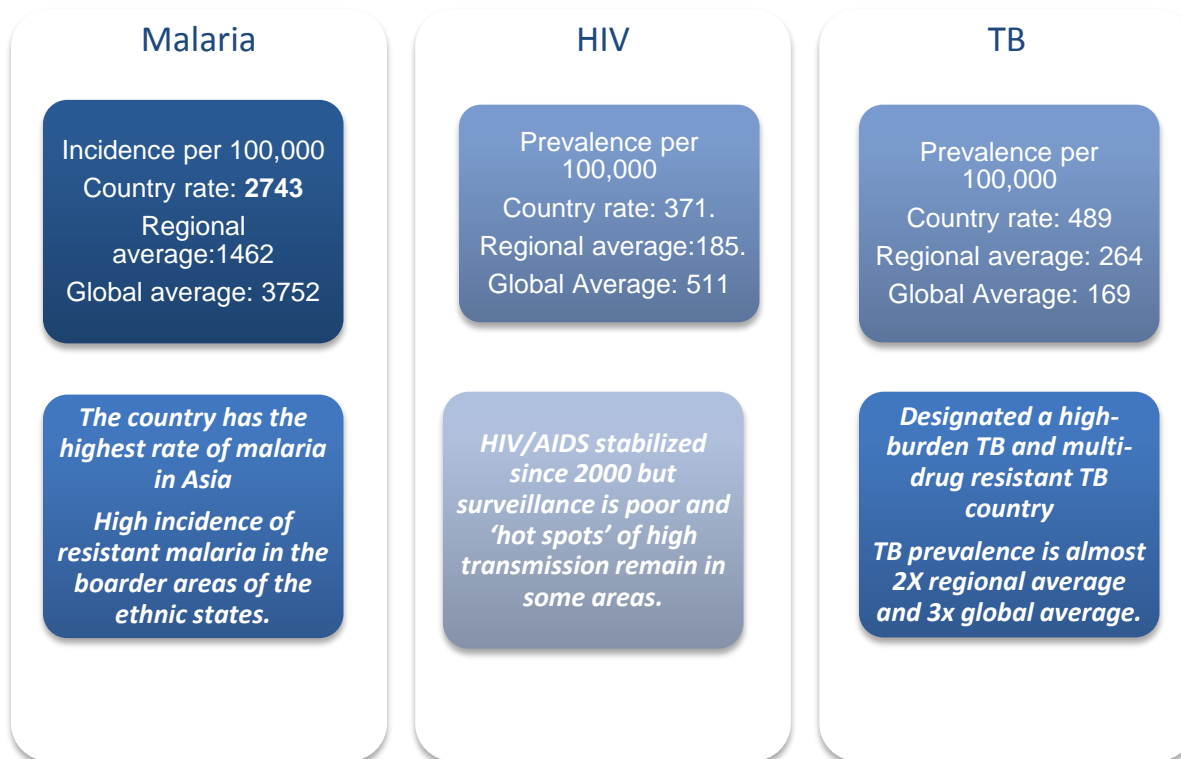 Malaria
Incidence per 100,000
Country rate: 2743
Regional
average:1462
Global average: 3752
The country has the
highest rate of malaria
in Asia
High incidence of
resistant malaria in the
boarder areas of the
ethnic states.
HIV
Prevalence per
100,000
Country rate: 371.
Regional average:185.
Global Average: 511
HIV/AIDS stabilized
since 2000 but
surveillance is poor and
‘hot spots’ of high
transmission remain in
some areas.
TB
Prevalence per
100,000
Country rate: 489
Regional average: 264
Global Average: 169
Designated a high-
burden TB and multi-
drug resistant TB
country
TB prevalence is almost
2X regional average
and 3x global average.